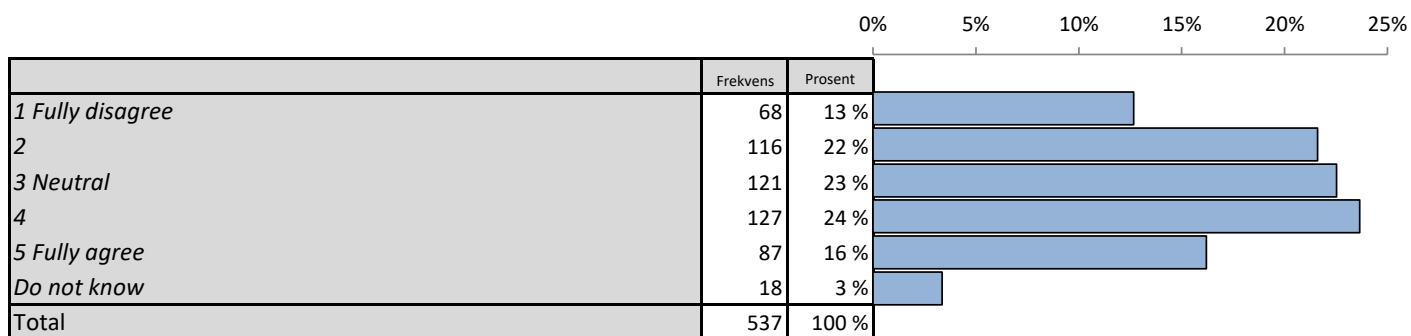 0% 5% 10% 15% 20% 25%
Frekvens Prosent
1 Fully disagree 68 13 %
2 116 22 %
3 Neutral 121 23 %
4 127 24 %
5 Fully agree 87 16 %
Do not know 18 3 %
Total 537 100 %